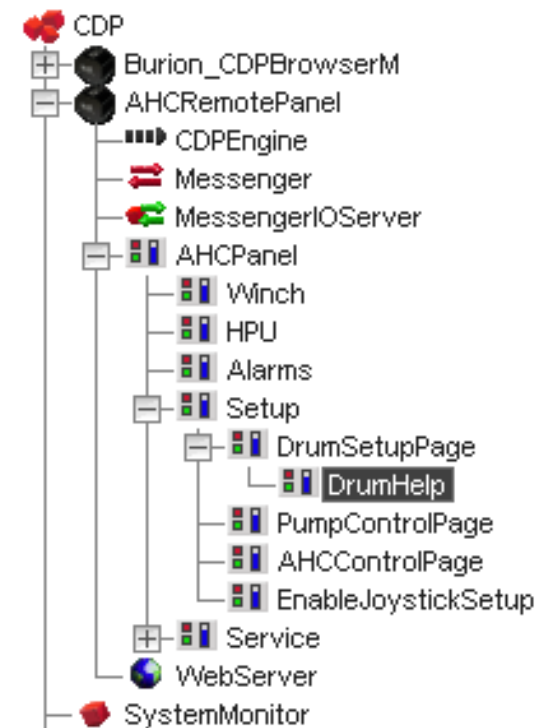 CDP
Burion_CDPBrowserM
AHCRemotePanel
CDPEngine
Messenger
MessengerIOServer
AHCPanel
Winch
HPU
Alarms
Setup
DrumSetupPage
DrumHelp
PumpControlPage
AHCControlPage
EnableJoystickSetup
Service
WebServer
SystemMonitor